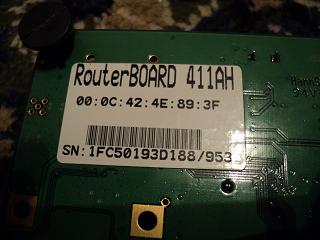 RouterBOARD 411AH
00:0C:42:4E:89:3F
SN:1FC50193D188/953